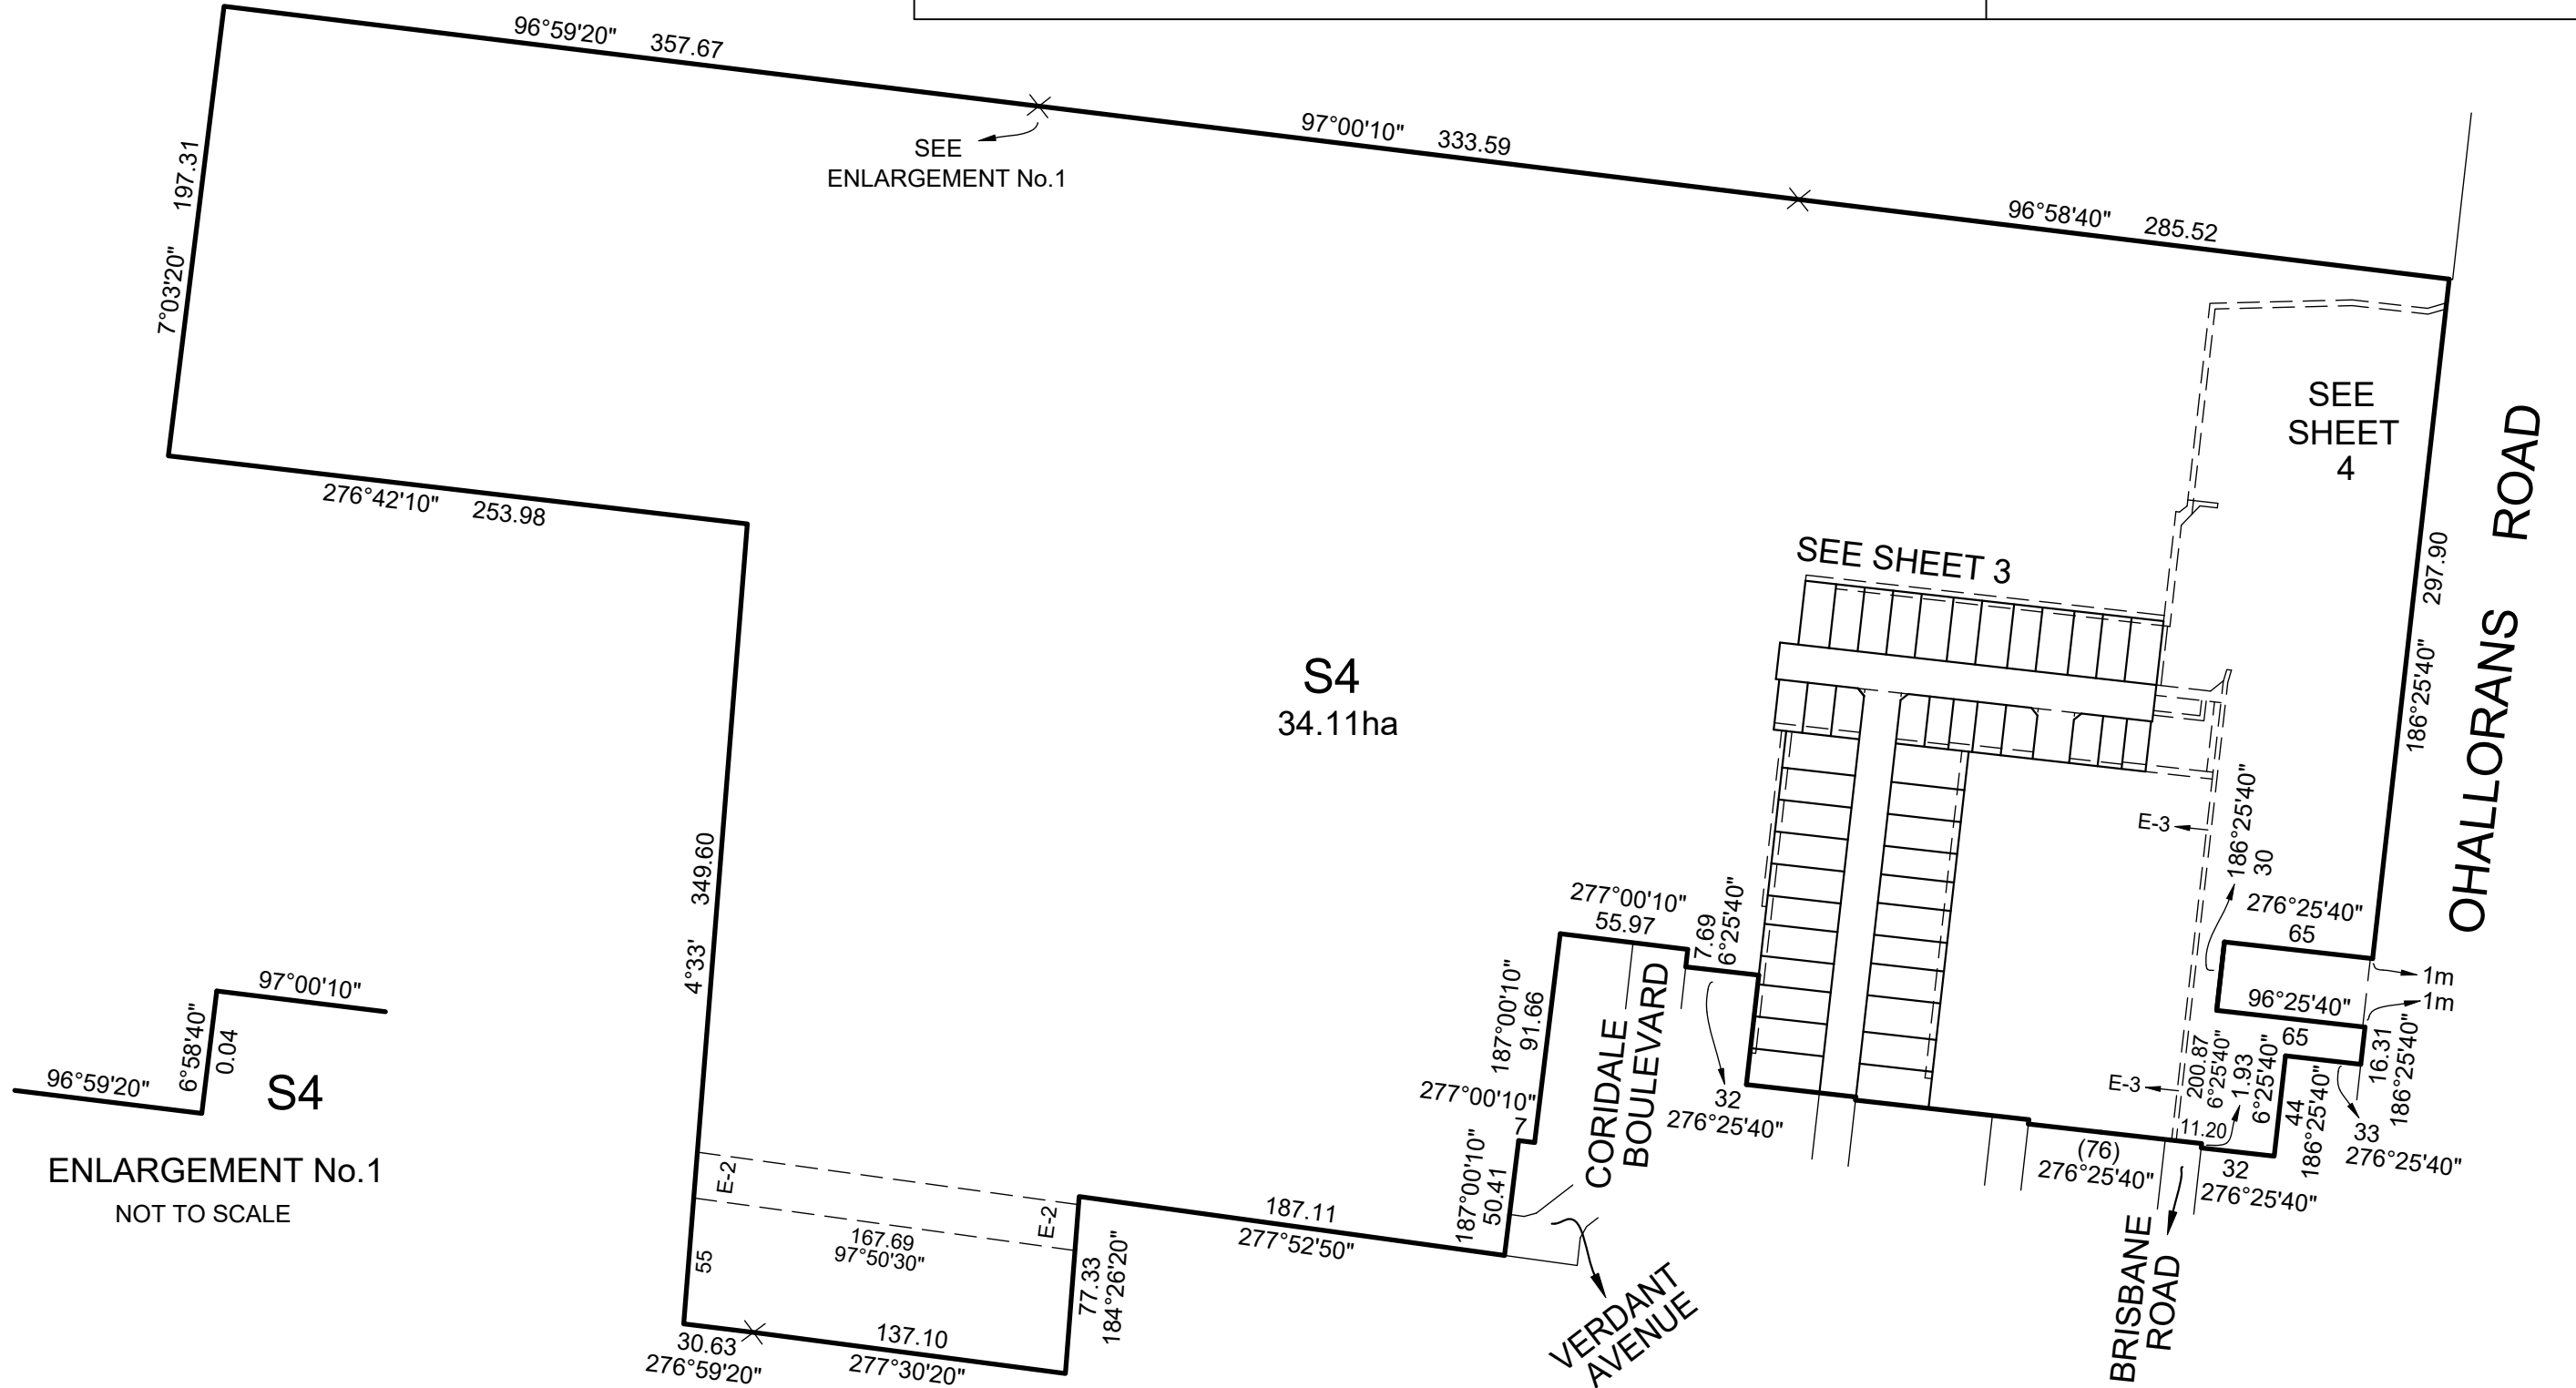 96°59'20" 357.67
97°00'10" 333.59
96°58'40" 285.52
SEE
ENLARGEMENT No.1
197.31
7°03'20"
276°42'10" 253.98
SEE
SHEET
4
OHALLORANS ROAD
297.90
186°25'40"
SEE SHEET 3
S4
34.11ha
349.60
4°33'
E-3
186°25'40"
30
276°25'40"
65
277°00'10"
55.97
7.69
6°25'40"
1m
1m
96°25'40"
65
16.31
186°25'40"
187°00'10"
91.66
CORIDALE
BOULEVARD
277°00'10"
7
32
276°25'40"
E-3
200.87
6°25'40"
1.93
6°25'40"
11.20
44
186°25'40"
33
276°25'40"
(76)
276°25'40"
32
276°25'40"
187°00'10"
50.41
BRISBANE
ROAD
VERDANT
AVENUE
E-2
E-2
167.69
97°50'30"
55
187.11
277°52'50"
77.33
184°26'20"
30.63
276°59'20"
137.10
277°30'20"
97°00'10"
6°58'40"
0.04
96°59'20"
S4
ENLARGEMENT No.1
NOT TO SCALE